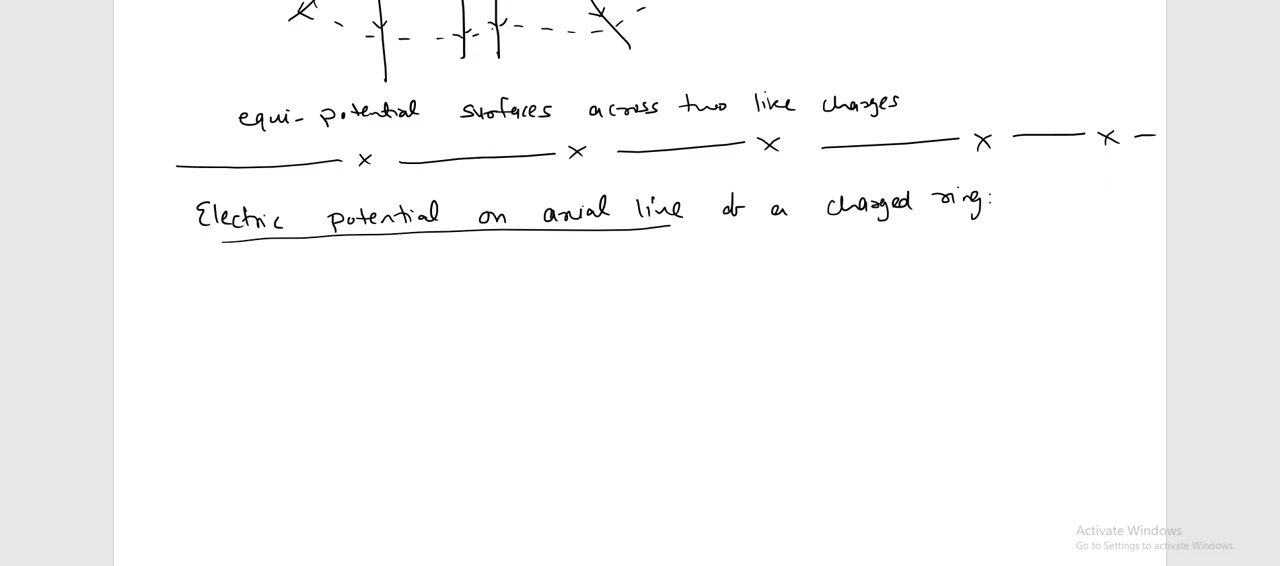 equi-potential surfaces across two like charges
x x x x x
Electric potential on axial line of a charged ring:
Activate Windows
Go to Settings to activate Windows.